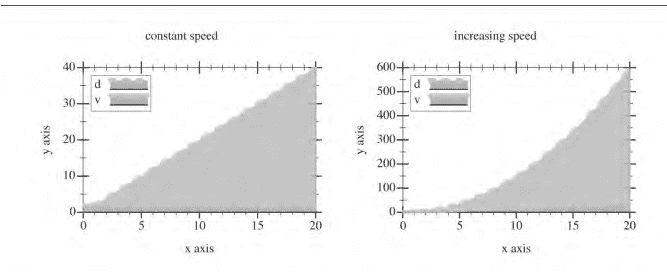 constant speed
40
30
20
10
0
0 5 10 15 20
y axis
x axis
d
v
increasing speed
600
500
400
300
200
100
0
0 5 10 15 20
y axis
x axis
d
v